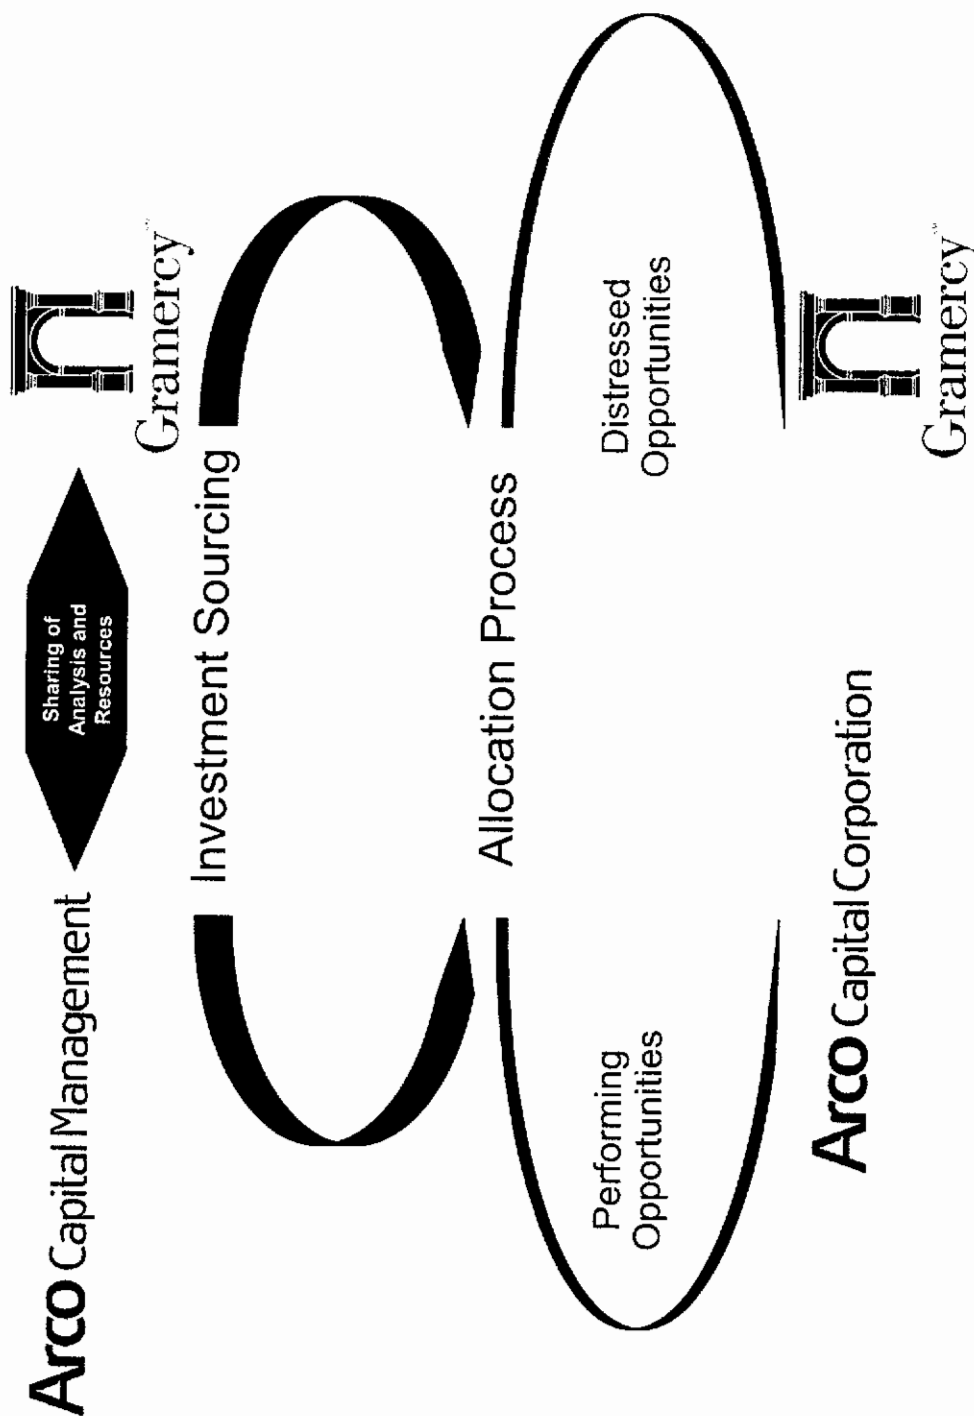 Arco Capital Management
Sharing of
Analysis and
Resources
Gramercy
Investment Sourcing
Allocation Process
Performing
Opportunities
Distressed
Opportunities
Arco Capital Corporation
Gramercy